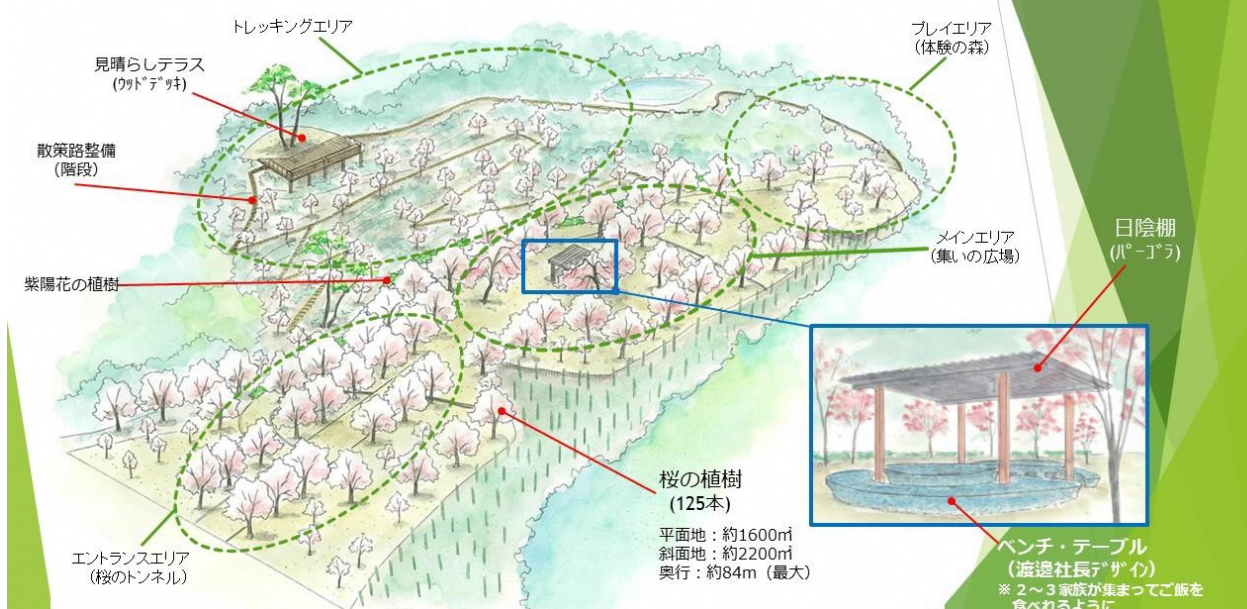 トレッキングエリア
見晴らしテラス
(ｳｯﾄﾞﾃﾞｯｷ)
散策路整備
(階段)
紫陽花の植樹
エントランスエリア
(桜のトンネル)
プレイエリア
(体験の森)
メインエリア
(集いの広場)
桜の植樹
(125本)
平面地：約1600㎡
斜面地：約2200㎡
奥行：約84m（最大）
日陰棚
(ﾊﾟｰｺﾞﾗ)
ベンチ・テーブル
（渡邉社長ﾃﾞｻﾞｲﾝ）
※ ２～３家族が集まってご飯を
食べれるように